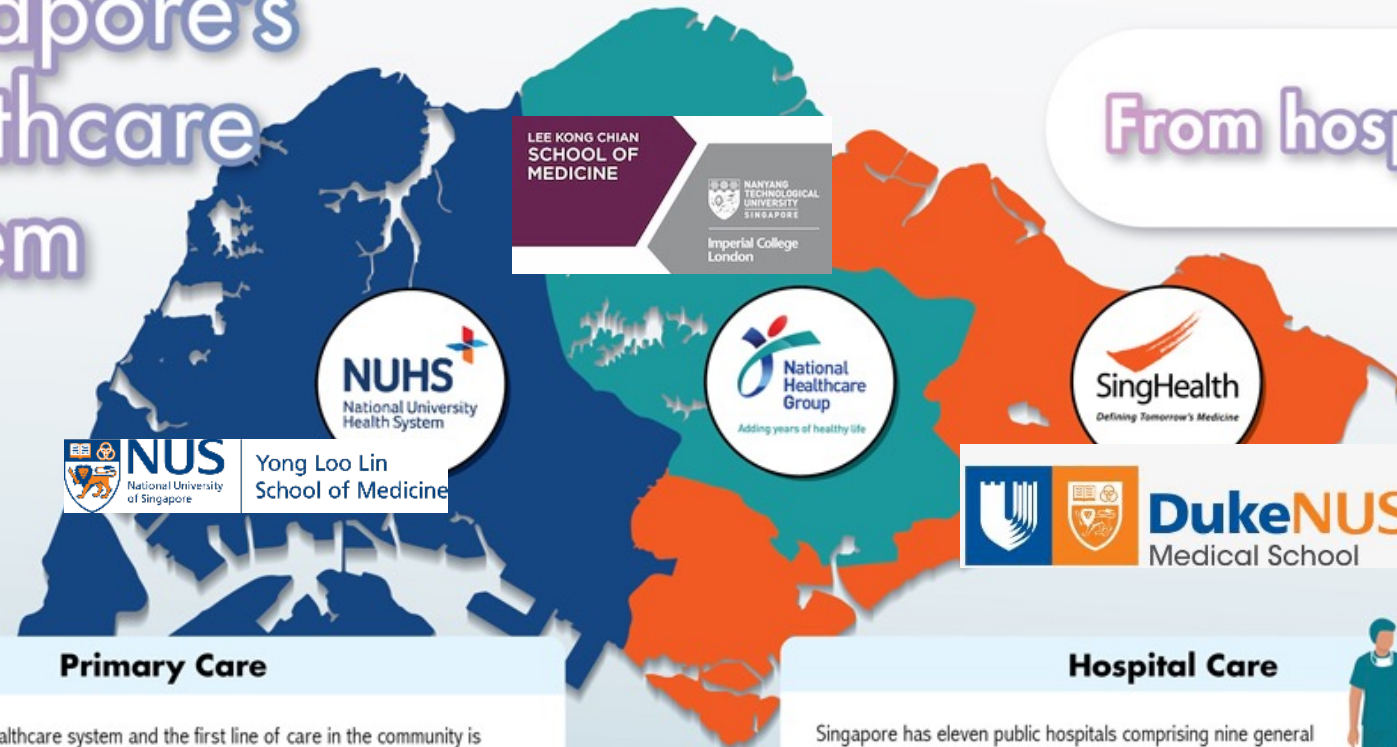 apore's
thcare
em
From hosp
LEE KONG CHIAN
SCHOOL OF
MEDICINE
NANYANG
TECHNOLOGICAL
UNIVERSITY
SINGAPORE
Imperial College
London
NUHS
National University
Health System
National
Healthcare
Group
Adding years of healthy life
SingHealth
Defining Tomorrow's Medicine
NUS
National University
of Singapore
Yong Loo Lin
School of Medicine
DukeNUS
Medical School
Primary Care
althcare system and the first line of care in the community is
Hospital Care
Singapore has eleven public hospitals comprising nine general